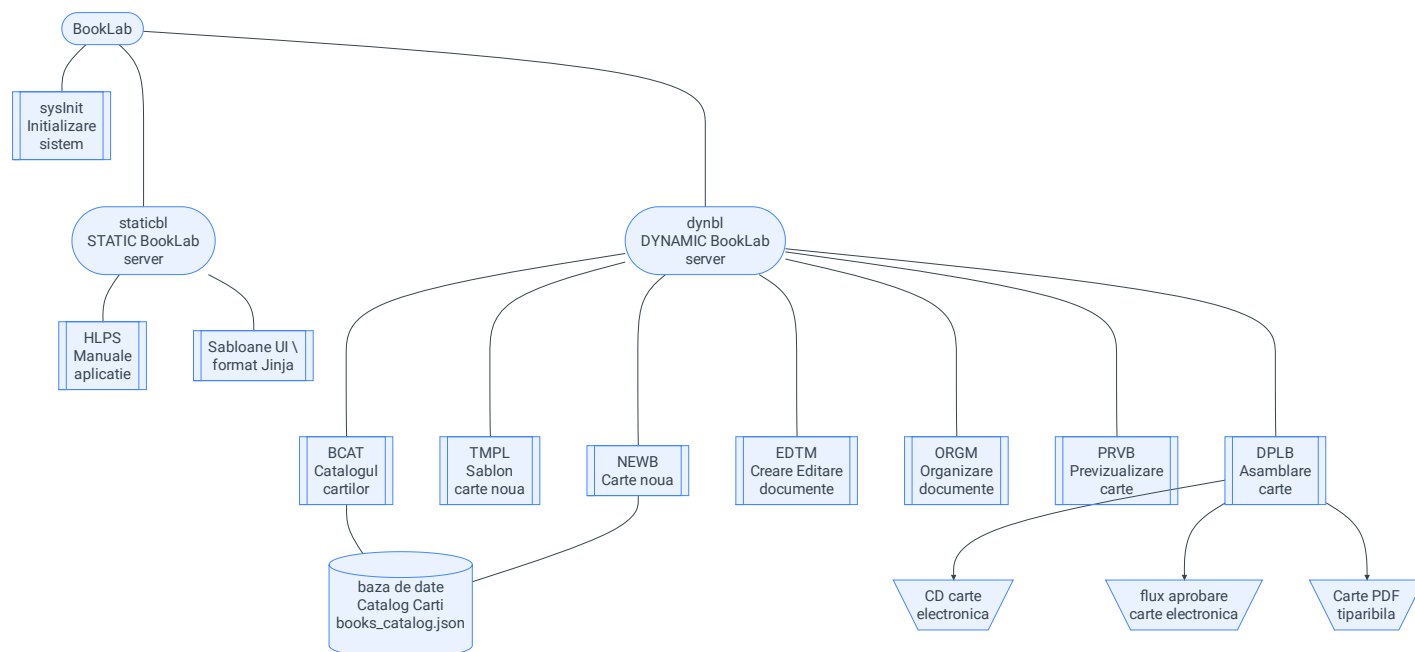 BookLab
sysInit
Initializare
sistem
staticbl
STATIC BookLab
server
dynbl
DYNAMIC BookLab
server
HLPS
Manuale
aplicatie
Sabloane UI \
format Jinja
BCAT
Catalogul
cartilor
TMPL
Sablon
carte noua
NEWB
Carte noua
EDTM
Creare Editare
documente
ORGM
Organizare
documente
PRVB
Previzualizare
carte
DPLB
Asamblare
carte
baza de date
Catalog Carti
books_catalog.json
CD carte
electronica
flux aprobare
carte electronica
Carte PDF
tiparibila